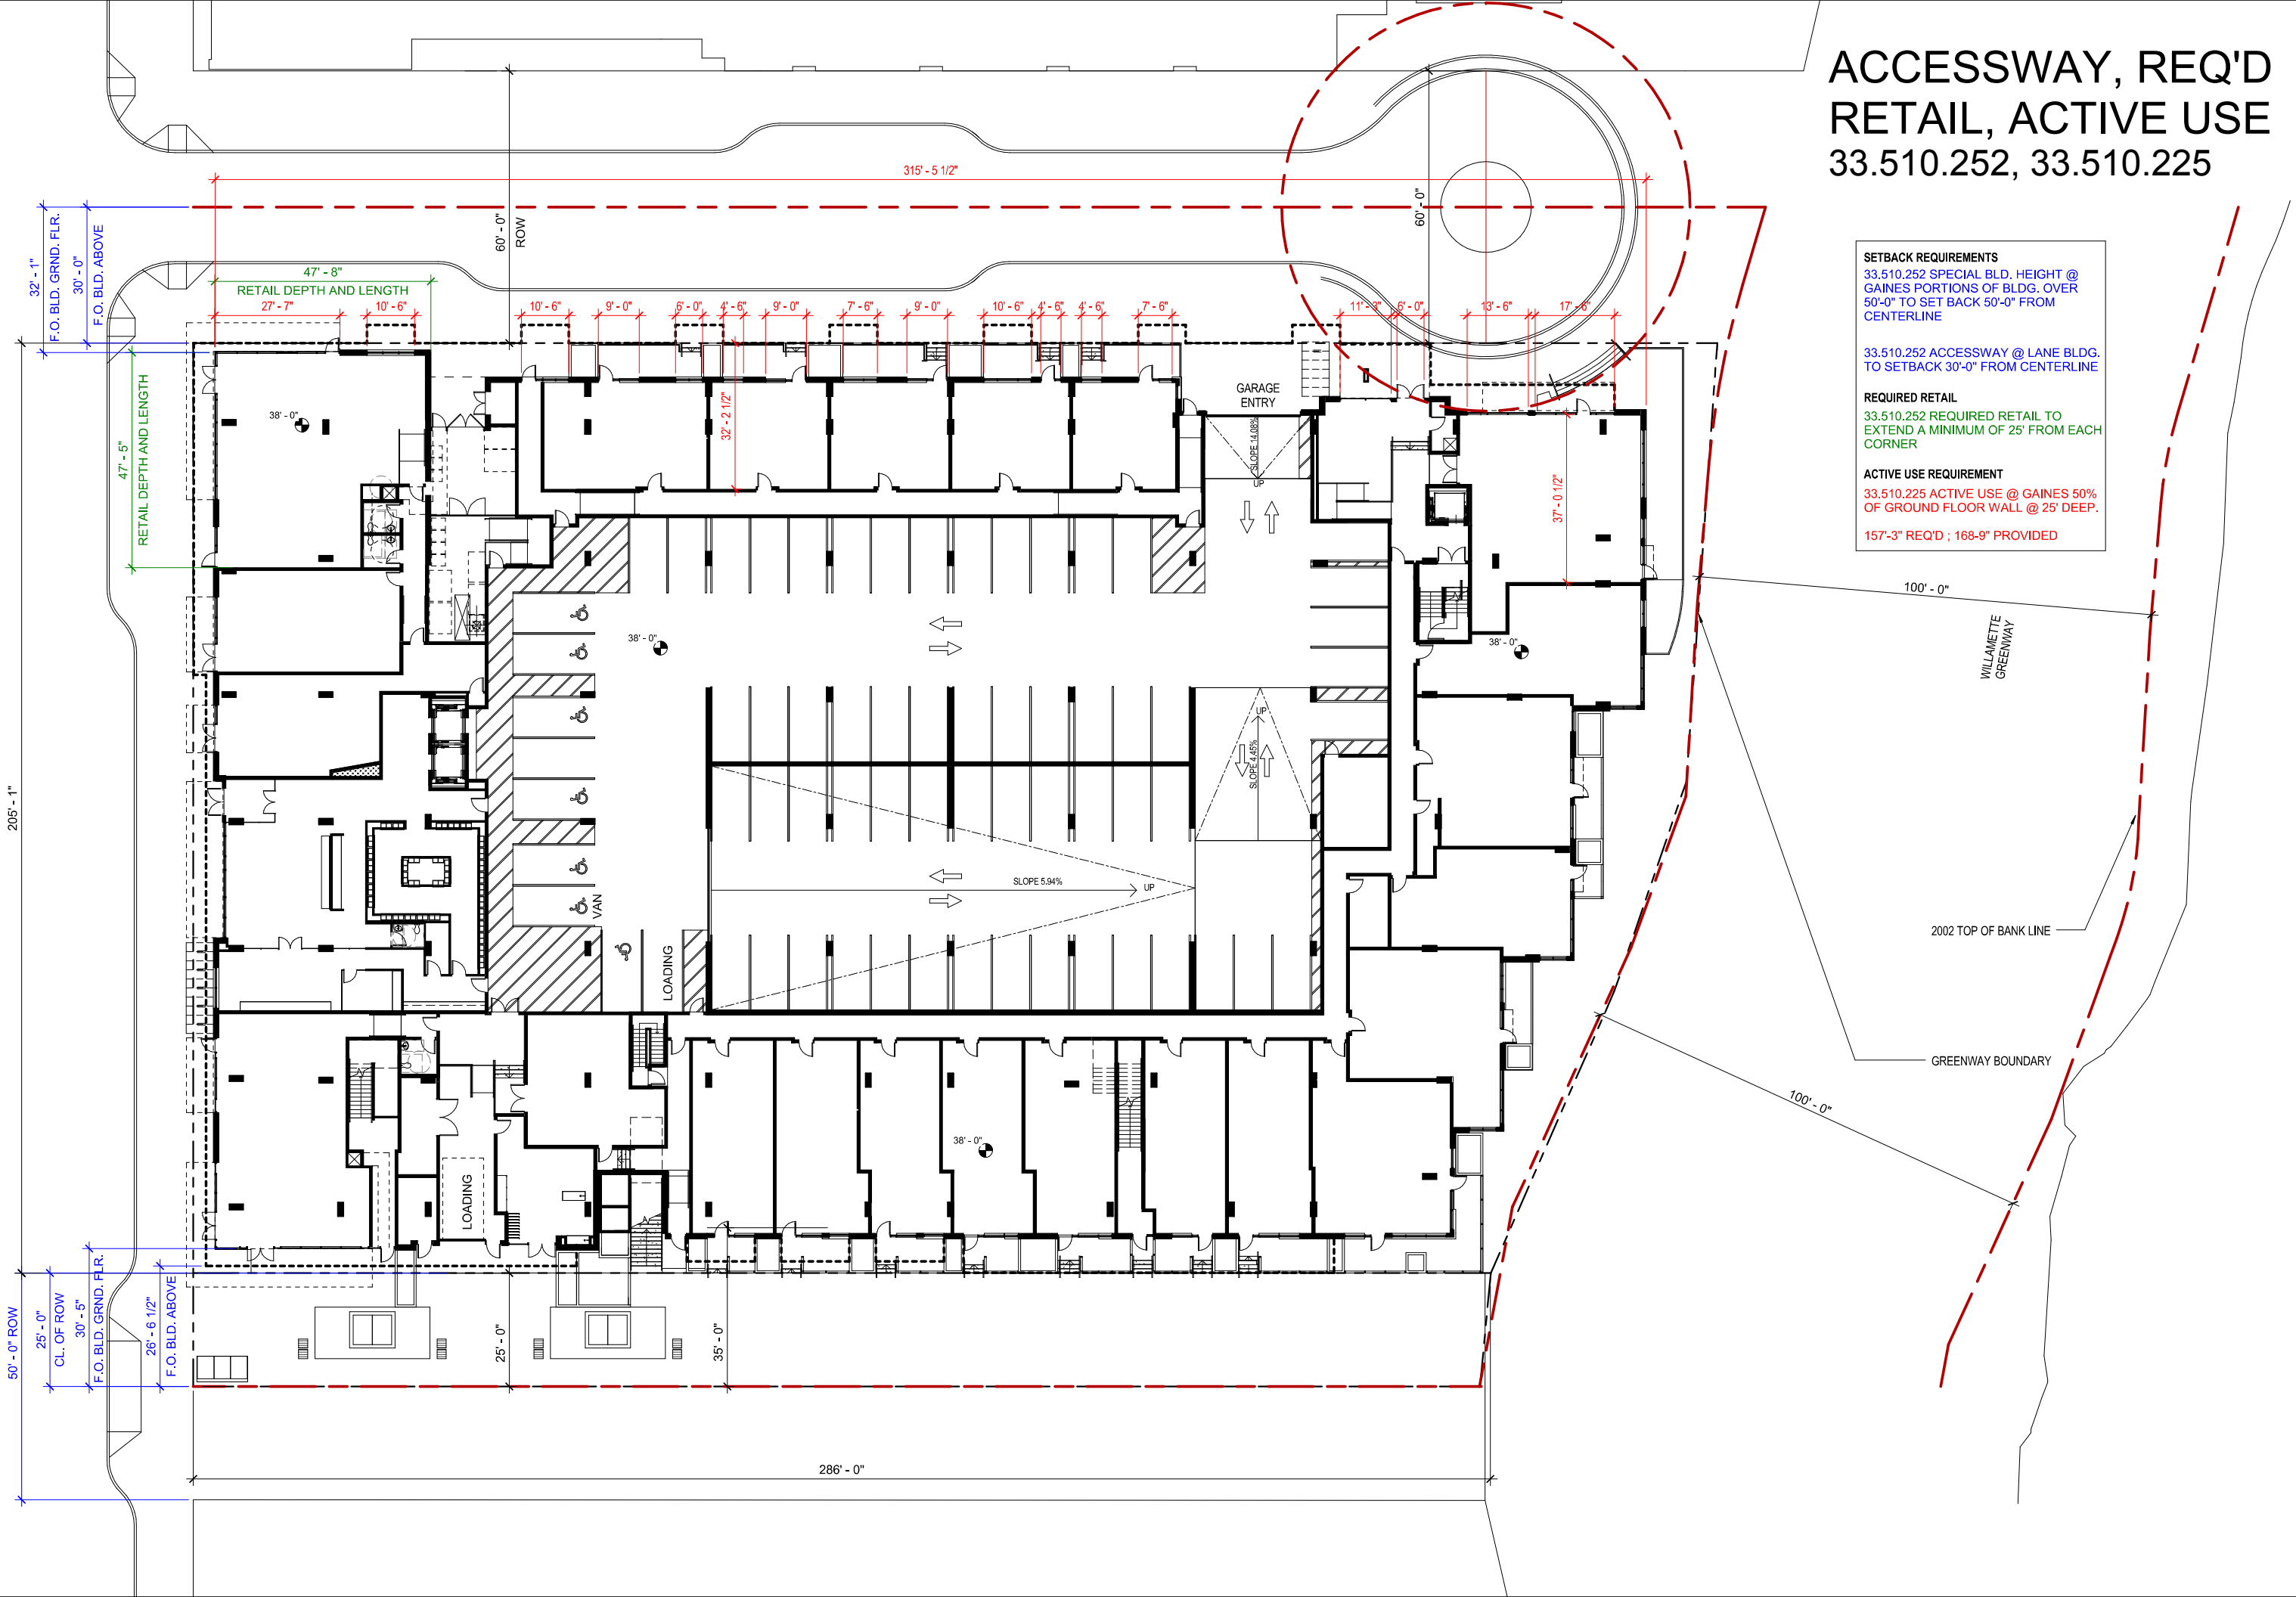 ACCESSWAY, REQ'D
RETAIL, ACTIVE USE
33.510.252, 33.510.225
SETBACK REQUIREMENTS
33.510.252 SPECIAL BLD. HEIGHT @
GAINES PORTIONS OF BLDG. OVER
50'-0" TO SET BACK 50'-0" FROM
CENTERLINE
33.510.252 ACCESSWAY @ LANE BLDG.
TO SETBACK 30'-0" FROM CENTERLINE
REQUIRED RETAIL
33.510.252 REQUIRED RETAIL TO
EXTEND A MINIMUM OF 25' FROM EACH
CORNER
ACTIVE USE REQUIREMENT
33.510.225 ACTIVE USE @ GAINES 50%
OF GROUND FLOOR WALL @ 25' DEEP.
157'-3" REQ'D ; 168-9" PROVIDED
315' - 5 1/2"
60' - 0"
ROW
60' - 0"
32' - 1"
F.O. BLD. GRND. FLR.
30' - 0"
F.O. BLD. ABOVE
47' - 8"
RETAIL DEPTH AND LENGTH
27' - 7"
10' - 6"
10' - 6"
9' - 0"
6' - 0"
4' - 6"
9' - 0"
7' - 6"
9' - 0"
10' - 6"
4' - 6"
4' - 6"
7' - 6"
11' - 3"
6' - 0"
13' - 6"
17' - 6"
47' - 5"
RETAIL DEPTH AND LENGTH
38' - 0"
32' - 2 1/2"
GARAGE
ENTRY
SLOPE 14.08%
UP
37' - 0 1/2"
38' - 0"
38' - 0"
100' - 0"
WILLAMETTE
GREENWAY
UP
SLOPE 4.45%
205' - 1"
SLOPE 5.94%
UP
VAN
LOADING
2002 TOP OF BANK LINE
GREENWAY BOUNDARY
100' - 0"
38' - 0"
LOADING
50' - 0" ROW
25' - 0"
CL. OF ROW
30' - 5"
F.O. BLD. GRND. FLR.
26' - 6 1/2"
F.O. BLD. ABOVE
25' - 0"
35' - 0"
286' - 0"